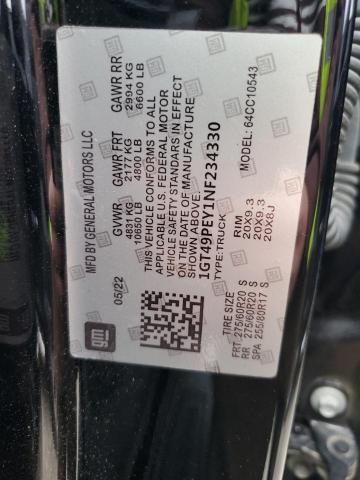 MFD BY GENERAL MOTORS LLC
05/22
GVWR GAWR FRT GAWR RR
4831 KG 2177 KG 2994 KG
10650 LB 4800 LB 6600 LB
THIS VEHICLE CONFORMS TO ALL
APPLICABLE U.S. FEDERAL MOTOR
VEHICLE SAFETY STANDARDS IN EFFECT
ON THE DATE OF MANUFACTURE
SHOWN ABOVE.
1GT49PEY1NF234330
TYPE:TRUCK MODEL: 64CC10543
TIRE SIZE RIM
FRT 275/60R20 S 20X9.3
RR 275/60R20 S 20X9.3
SPA 255/80R17 S 20X8J
gm